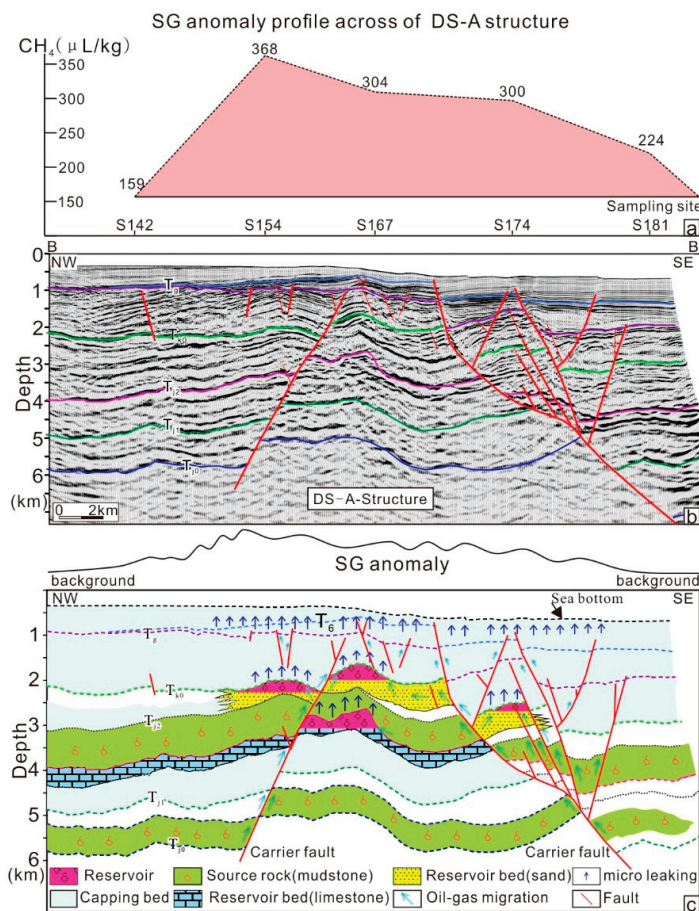 SG anomaly profile across of DS-A structure
CH₄(μL/kg)
368
350
304
300
300
250
224
200
159
150
Sampling site
S142 S154 S167 S174 S181
a
B B
NW SE
0
1
2
3
4
5
6
Depth
(km)
Tg
Tk0
Tj2
Tj1
Tj0
DS-A-Structure
0 2km
b
SG anomaly
background background
NW SE
Sea bottom
T6
1
2
3
4
5
6
Depth
(km)
Tg
Tk0
Tj2
Tj1
Tj0
Carrier fault Carrier fault
Reservoir Source rock(mudstone) Reservoir bed(sand) micro leaking
Capping bed Reservoir bed(limestone) Oil-gas migration Fault
c